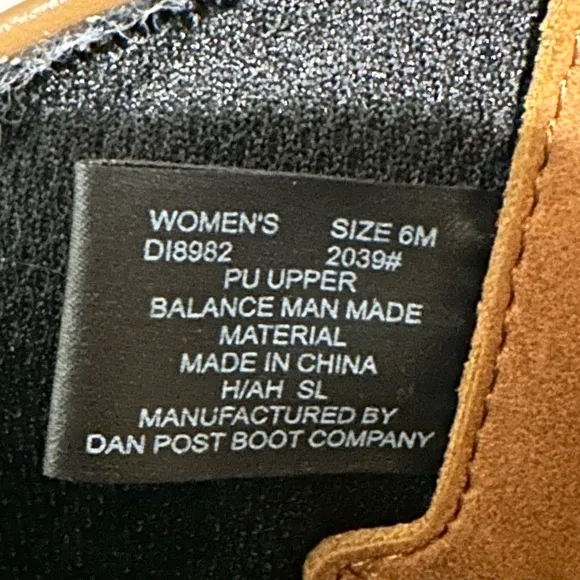 WOMEN'S SIZE 6M
DI8982 2039#
PU UPPER
BALANCE MAN MADE
MATERIAL
MADE IN CHINA
H/AH SL
MANUFACTURED BY
DAN POST BOOT COMPANY